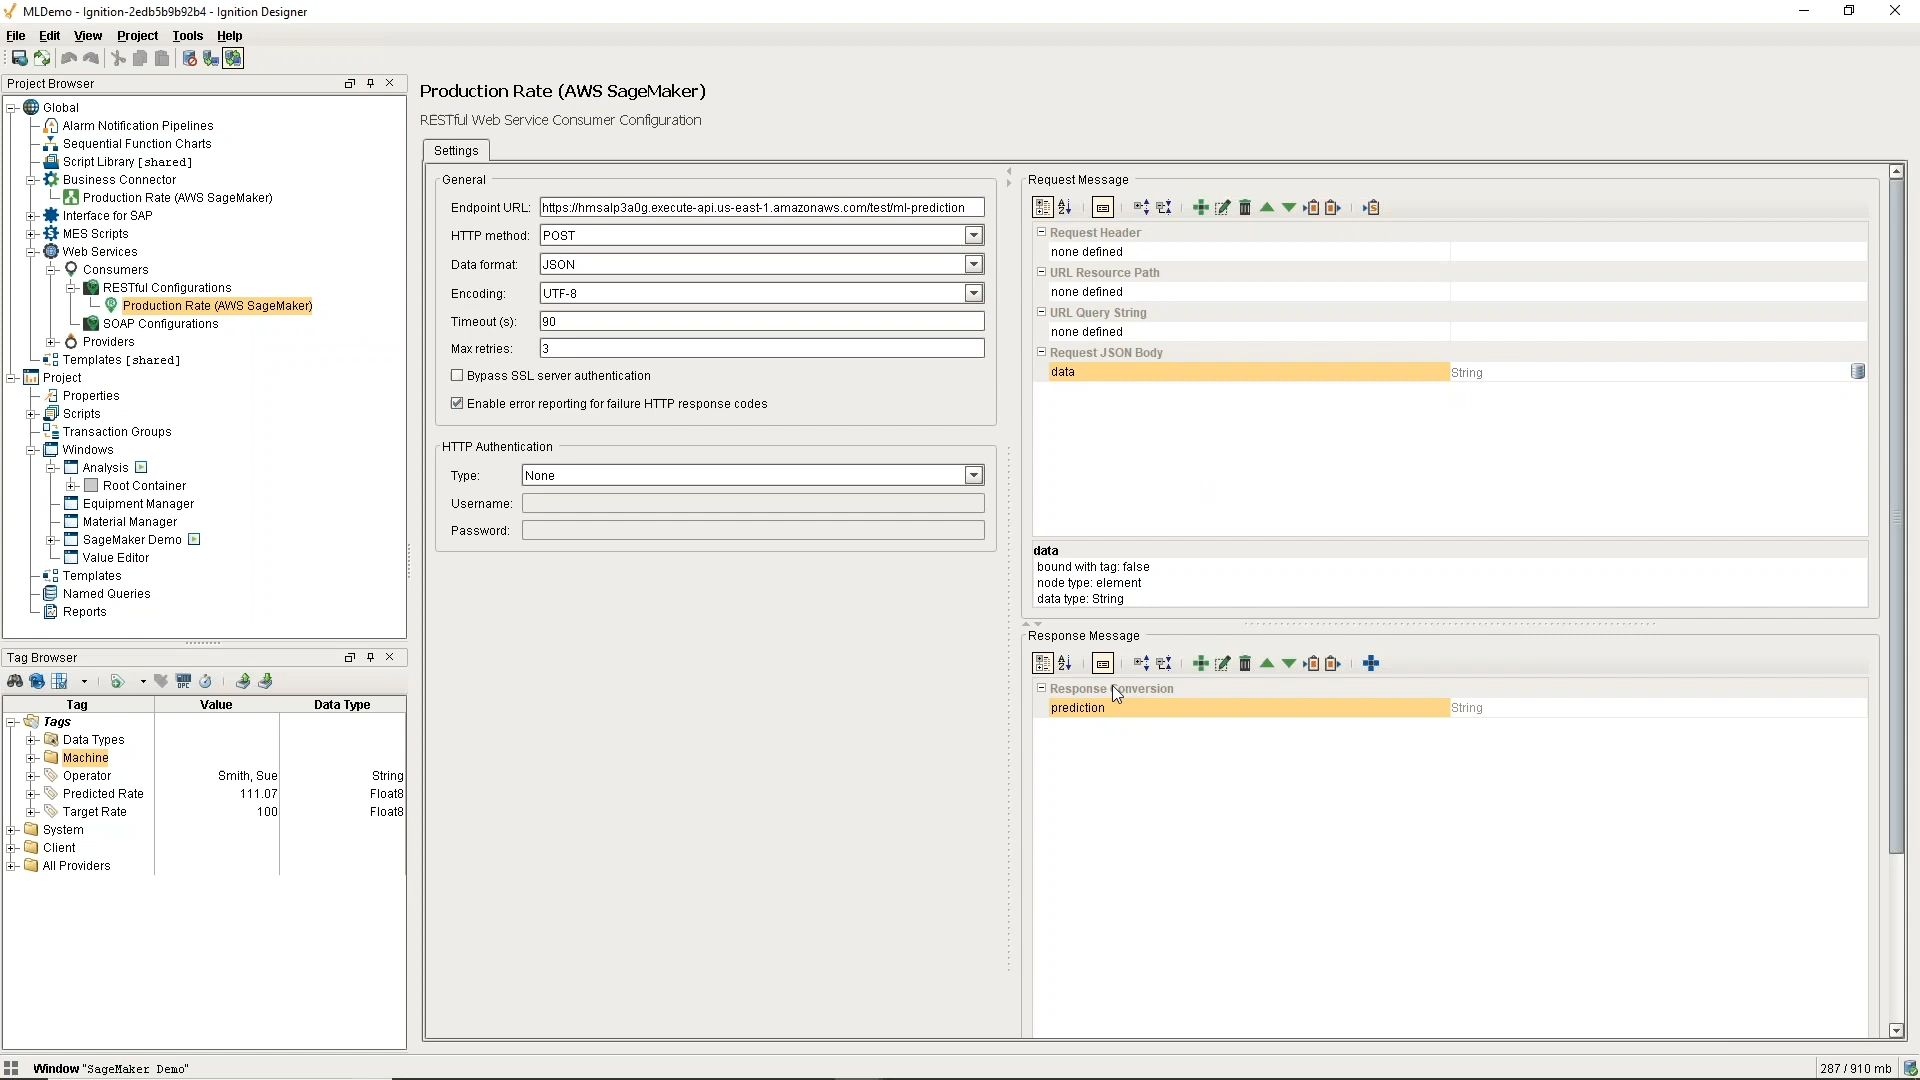 MLDemo - Ignition-2edb5b9b92b4 - Ignition Designer
File Edit View Project Tools Help
Project Browser
Global
Alarm Notification Pipelines
Sequential Function Charts
Script Library [shared]
Business Connector
Production Rate (AWS SageMaker)
Interface for SAP
MES Scripts
Web Services
Consumers
RESTful Configurations
Production Rate (AWS SageMaker)
SOAP Configurations
Providers
Templates [shared]
Project
Properties
Scripts
Transaction Groups
Windows
Analysis
Root Container
Equipment Manager
Material Manager
SageMaker Demo
Value Editor
Templates
Named Queries
Reports
Tag Browser
Tag Value Data Type
Tags
Data Types
Machine
Operator Smith, Sue String
Predicted Rate 111.07 Float8
Target Rate 100 Float8
System
Client
All Providers
Production Rate (AWS SageMaker)
RESTful Web Service Consumer Configuration
Settings
General
Endpoint URL: https://hmsalp3a0g.execute-api.us-east-1.amazonaws.com/test/ml-prediction
HTTP method: POST
Data format: JSON
Encoding: UTF-8
Timeout (s): 90
Max retries: 3
Bypass SSL server authentication
Enable error reporting for failure HTTP response codes
HTTP Authentication
Type: None
Username:
Password:
Request Message
Request Header
none defined
URL Resource Path
none defined
URL Query String
none defined
Request JSON Body
data String
data
bound with tag: false
node type: element
data type: String
Response Message
Response Conversion
prediction String
Window "SageMaker Demo"
287 / 910 mb